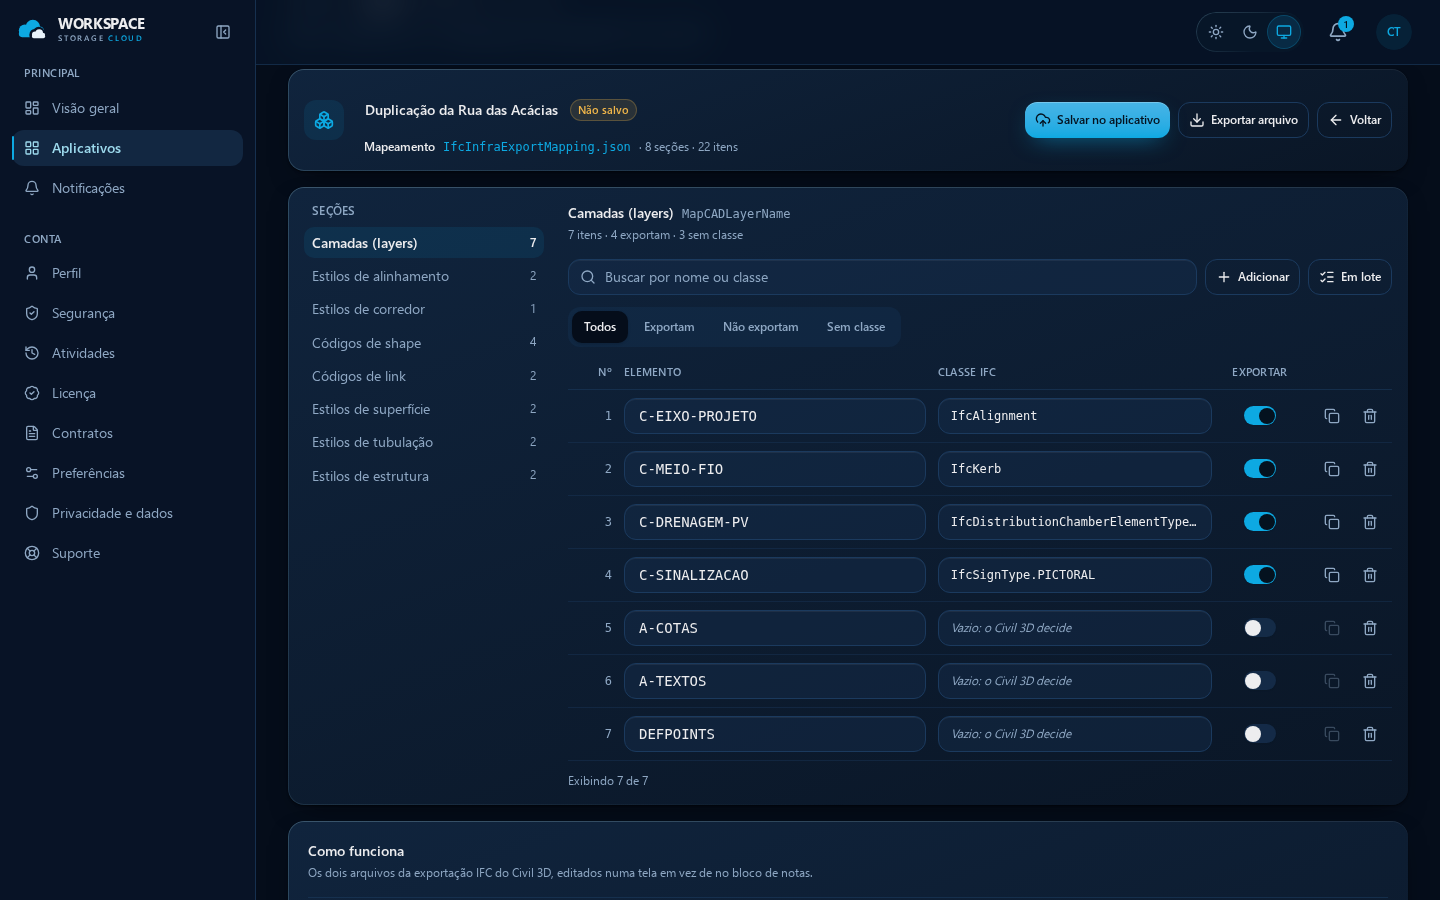 WORKSPACE
STORAGE CLOUD
PRINCIPAL
Visão geral
Aplicativos
Notificações
CONTA
Perfil
Segurança
Atividades
Licença
Contratos
Preferências
Privacidade e dados
Suporte
1
CT
Duplicação da Rua das Acácias Não salvo
Mapeamento IfcInfraExportMapping.json · 8 seções · 22 itens
Salvar no aplicativo
Exportar arquivo
Voltar
SEÇÕES
Camadas (layers) 7
Estilos de alinhamento 2
Estilos de corredor 1
Códigos de shape 4
Códigos de link 2
Estilos de superfície 2
Estilos de tubulação 2
Estilos de estrutura 2
Camadas (layers) MapCADLayerName
7 itens · 4 exportam · 3 sem classe
Buscar por nome ou classe
Adicionar
Em lote
Todos Exportam Não exportam Sem classe
Nº ELEMENTO CLASSE IFC EXPORTAR
1 C-EIXO-PROJETO IfcAlignment
2 C-MEIO-FIO IfcKerb
3 C-DRENAGEM-PV IfcDistributionChamberElementType…
4 C-SINALIZACAO IfcSignType.PICTORAL
5 A-COTAS Vazio: o Civil 3D decide
6 A-TEXTOS Vazio: o Civil 3D decide
7 DEFPOINTS Vazio: o Civil 3D decide
Exibindo 7 de 7
Como funciona
Os dois arquivos da exportação IFC do Civil 3D, editados numa tela em vez de no bloco de notas.